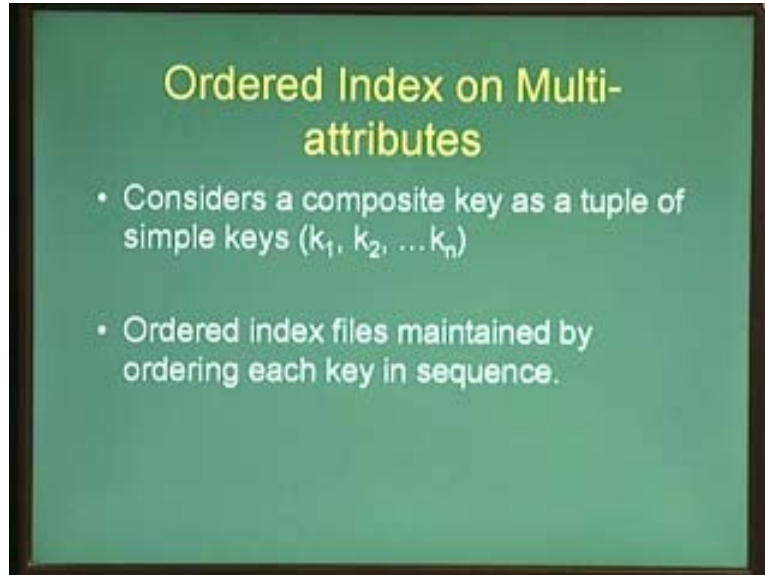 Ordered Index on Multi-
attributes
• Considers a composite key as a tuple of
simple keys (k₁, k₂, …kₙ)
• Ordered index files maintained by
ordering each key in sequence.